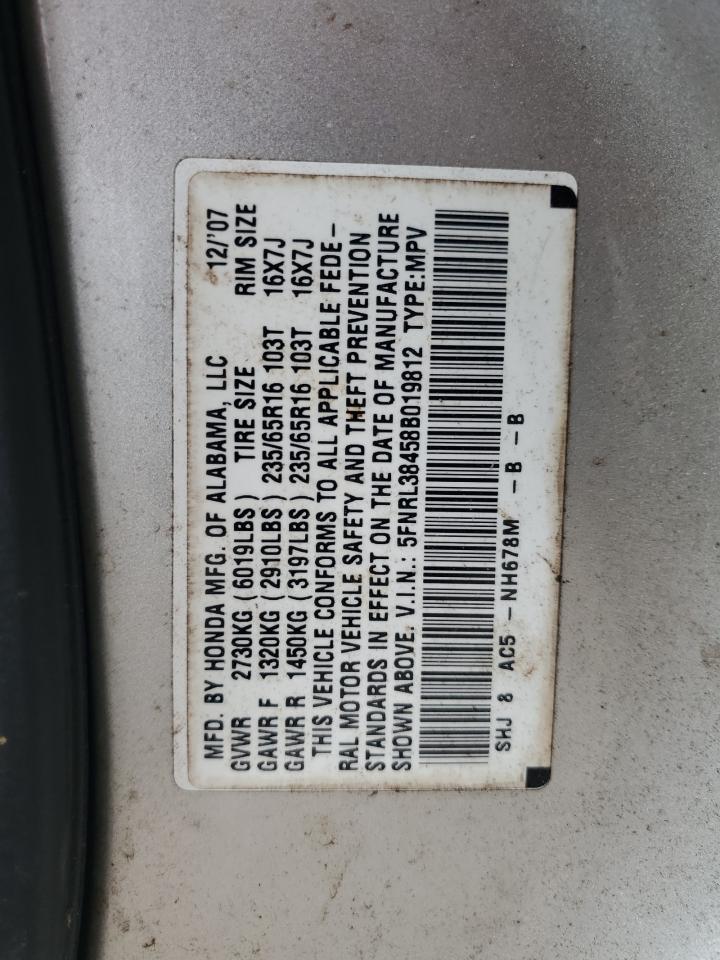 MFD. BY HONDA MFG. OF ALABAMA, LLC 12/'07
GVWR 2730KG (6019LBS) TIRE SIZE RIM SIZE
GAWR F 1320KG (2910LBS) 235/65R16 103T 16X7J
GAWR R 1450KG (3197LBS) 235/65R16 103T 16X7J
THIS VEHICLE CONFORMS TO ALL APPLICABLE FEDE-
RAL MOTOR VEHICLE SAFETY AND THEFT PREVENTION
STANDARDS IN EFFECT ON THE DATE OF MANUFACTURE
SHOWN ABOVE. V.I.N.: 5FNRL38458B019812 TYPE:MPV
SHJ 8 AC5 -NH678M -B -B